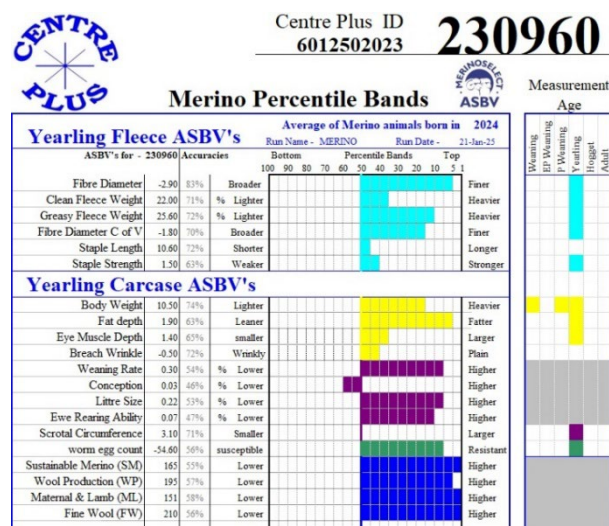 CENTRE
PLUS
Centre Plus ID
6012502023
230960
MERINOSELECT
ASBV
Merino Percentile Bands
Measurement
Age
Yearling Fleece ASBV's
Average of Merino animals born in 2024
Run Name - MERINO Run Date - 21-Jan-25
ASBV's for - 230960 Accuracies Bottom Percentile Bands Top
100 90 80 70 60 50 40 30 20 10 5 1
Weaning
EP Weaning
P Weaning
Yearling
Hogget
Adult
Fibre Diameter -2.90 83% Broader Finer
Clean Fleece Weight 22.00 71% % Lighter Heavier
Greasy Fleece Weight 25.60 72% % Lighter Heavier
Fibre Diameter C of V -1.80 70% Broader Finer
Staple Length 10.60 72% Shorter Longer
Staple Strength 1.50 63% Weaker Stronger
Yearling Carcase ASBV's
Body Weight 10.50 74% Lighter Heavier
Fat depth 1.90 63% Leaner Fatter
Eye Muscle Depth 1.40 65% smaller Larger
Breach Wrinkle -0.50 72% Wrinkly Plain
Weaning Rate 0.30 54% % Lower Higher
Conception 0.03 46% % Lower Higher
Littre Size 0.22 53% % Lower Higher
Ewe Rearing Ability 0.07 47% % Lower Higher
Scrotal Circumference 3.10 71% Smaller Larger
worm egg count -54.60 56% susceptible Resistant
Sustainable Merino (SM) 165 55% Lower Higher
Wool Production (WP) 195 57% Lower Higher
Maternal & Lamb (ML) 151 58% Lower Higher
Fine Wool (FW) 210 56% Lower Higher